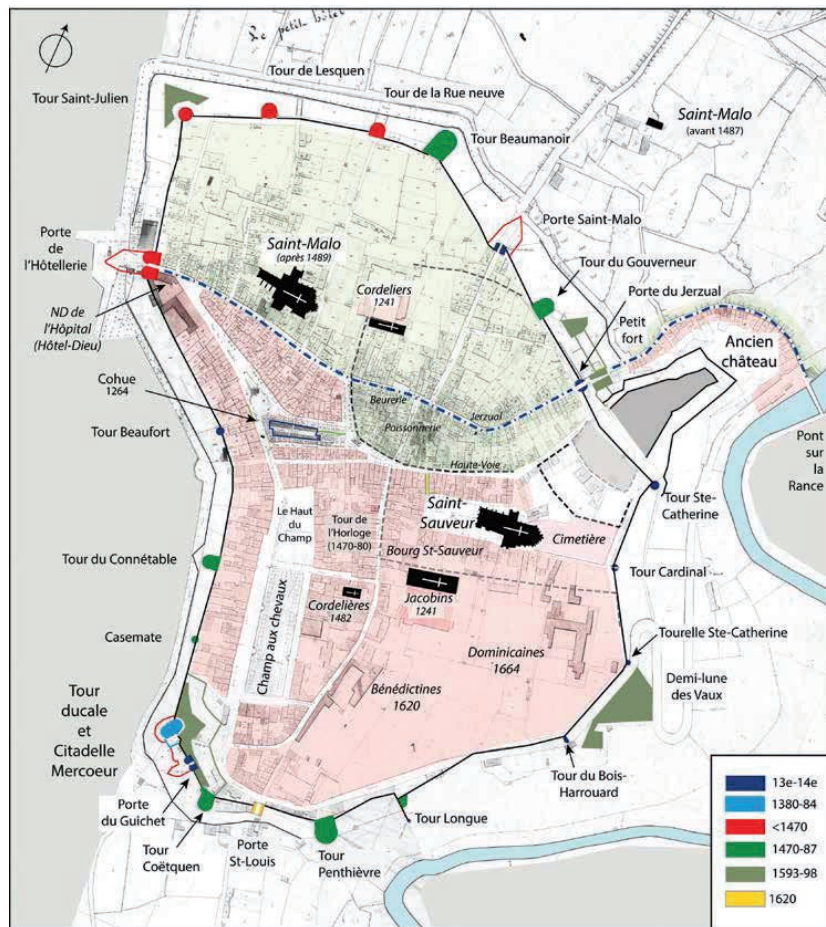 Le petit hôtel
Tour de Lesquen
Tour Saint-Julien
Tour de la Rue neuve
Tour Beaumanoir
Saint-Malo
(avant 1487)
Porte
de
l'Hôtellerie
Porte Saint-Malo
Saint-Malo
(après 1489)
Cordeliers
1241
Tour du Gouverneur
Porte du Jerzual
Petit
fort
Ancien
château
ND de
l'Hôpital
(Hôtel-Dieu)
Cohue
1264
Beurerie
Jerzual
Poissonnerie
Tour Beaufort
Haute-Voie
Pont
sur
la
Rance
Le Haut
du
Champ
Tour de
l'Horloge
(1470-80)
Saint-
Sauveur
Bourg St-Sauveur
Cimetière
Tour Ste-
Catherine
Tour du Connétable
Tour Cardinal
Cordelières
1482
Jacobins
1241
Champ aux chevaux
Casemate
Dominicaines
1664
Tourelle Ste-Catherine
Demi-lune
des Vaux
Tour
ducale
et
Citadelle
Mercoeur
Bénédictines
1620
Tour du Bois-
Harrouard
Porte
du Guichet
Tour
Coëtquen
Porte
St-Louis
Tour
Penthièvre
Tour Longue
13e-14e
1380-84
<1470
1470-87
1593-98
1620